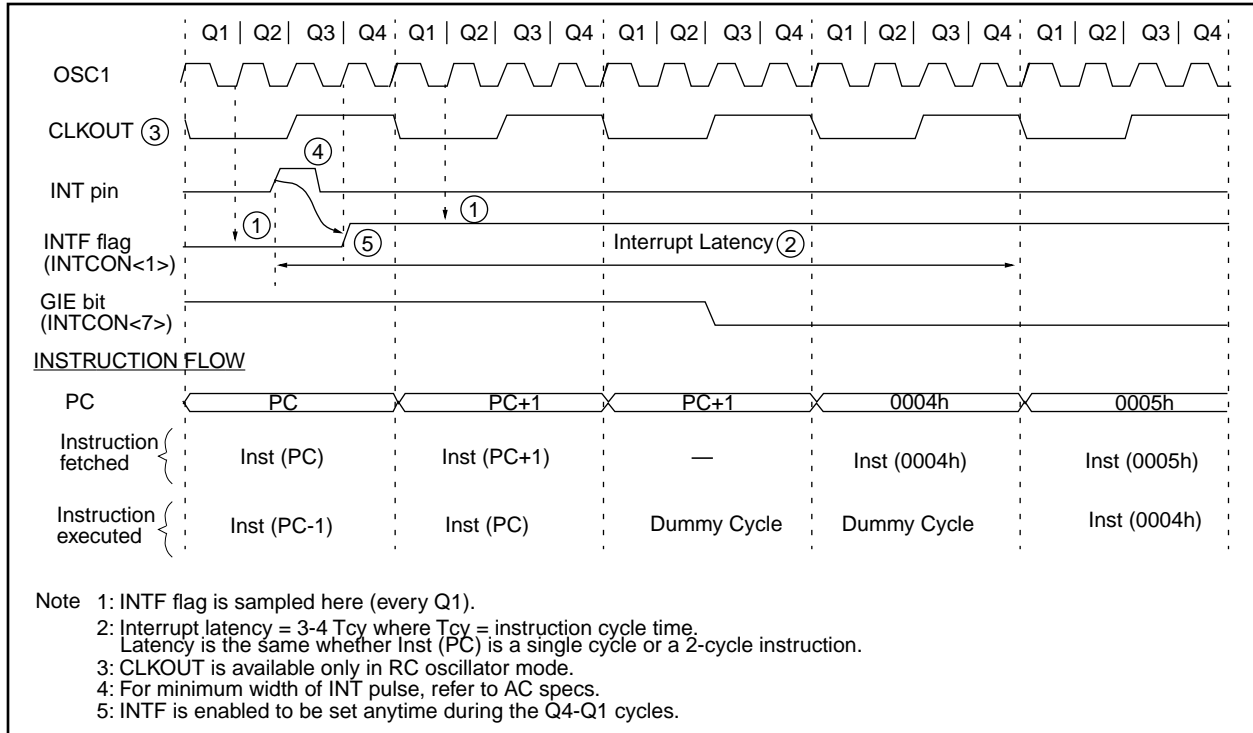 Q1 | Q2 | Q3 | Q4 Q1 | Q2 | Q3 | Q4 Q1 | Q2 | Q3 | Q4 Q1 | Q2 | Q3 | Q4 Q1 | Q2 | Q3 | Q4
OSC1
CLKOUT ③
④
INT pin
① ①
INTF flag ⑤ Interrupt Latency ②
(INTCON<1>)
GIE bit
(INTCON<7>)
INSTRUCTION FLOW
PC PC PC+1 PC+1 0004h 0005h
Instruction
fetched Inst (PC) Inst (PC+1) — Inst (0004h) Inst (0005h)
Instruction
executed Inst (PC-1) Inst (PC) Dummy Cycle Dummy Cycle Inst (0004h)
Note 1: INTF flag is sampled here (every Q1).
2: Interrupt latency = 3-4 Tcy where Tcy = instruction cycle time.
Latency is the same whether Inst (PC) is a single cycle or a 2-cycle instruction.
3: CLKOUT is available only in RC oscillator mode.
4: For minimum width of INT pulse, refer to AC specs.
5: INTF is enabled to be set anytime during the Q4-Q1 cycles.